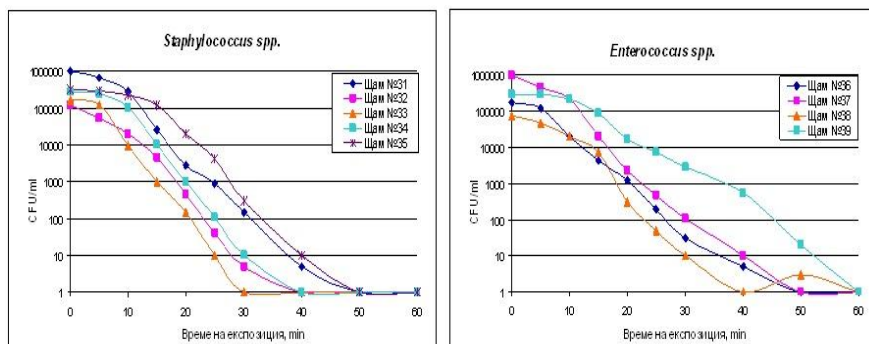 Staphylococcus spp.
CFU/ml
1000000
100000
10000
1000
100
10
1
0 10 20 30 40 50 60
Време на експозиция, min
Щам №31
Щам №32
Щам №33
Щам №34
Щам №35
Enterococcus spp.
CFU/ml
1000000
100000
10000
1000
100
10
1
0 10 20 30 40 50 60
Време на експозиция, min
Щам №36
Щам №37
Щам №38
Щам №39